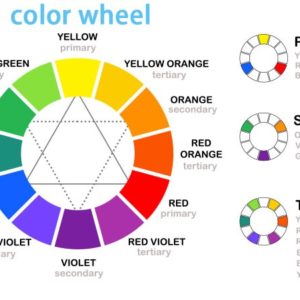 color wheel
YELLOW
primary
GREEN
YELLOW ORANGE
tertiary
ORANGE
secondary
RED
ORANGE
tertiary
RED
primary
RED VIOLET
tertiary
VIOLET
secondary
VIOLET
P
Y
R
B
S
V
G
T
R
R
B
B
Y
Y